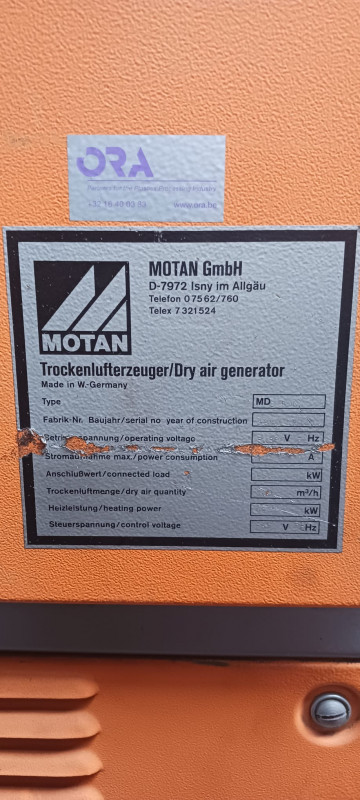 ORA
www.ora.be
MOTAN
MOTAN GmbH
D-7972 Isny im Allgäu
Telefon 07562/760
Telex 7321524
Trockenlufterzeuger/Dry air generator
Made in W.-Germany
Type MD
Fabrik-Nr. Baujahr/serial no year of construction
Betriebsspannung/operating voltage V Hz
Stromaufnahme max./power consumption A
Anschlußwert/connected load kW
Trockenluftmenge/dry air quantity m³/h
Heizleistung/heating power kW
Steuerspannung/control voltage V Hz